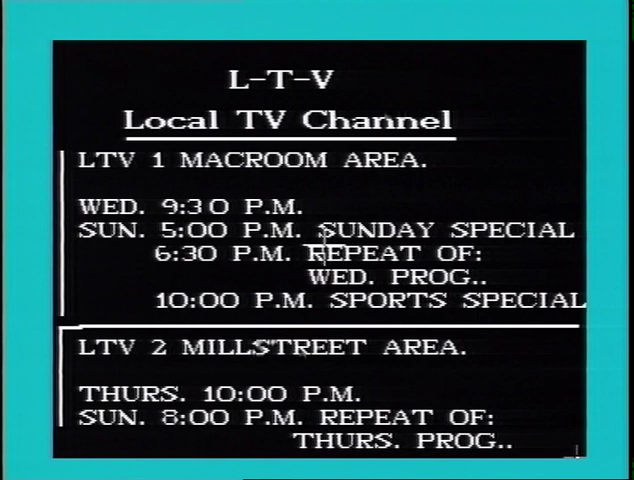 L-T-V
Local TV Channel
LTV 1 MACROOM AREA.
WED. 9:30 P.M.
SUN. 5:00 P.M. SUNDAY SPECIAL
6:30 P.M. REPEAT OF:
WED. PROG..
10:00 P.M. SPORTS SPECIAL
LTV 2 MILLSTREET AREA.
THURS. 10:00 P.M.
SUN. 8:00 P.M. REPEAT OF:
THURS. PROG..